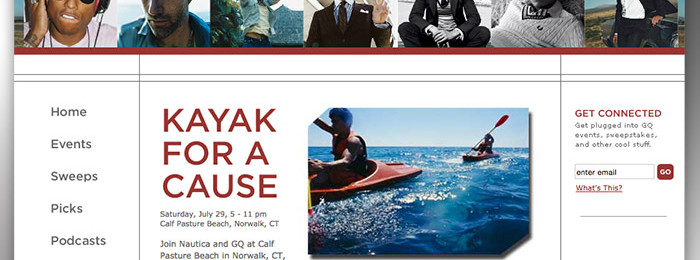 Home
Events
Sweeps
Picks
Podcasts
KAYAK
FOR A
CAUSE
Saturday, July 29, 5 - 11 pm
Calf Pasture Beach, Norwalk, CT
Join Nautica and GQ at Calf
Pasture Beach in Norwalk, CT,
GET CONNECTED
Get plugged into GQ
events, sweepstakes,
and other cool stuff.
enter email GO
What's This?